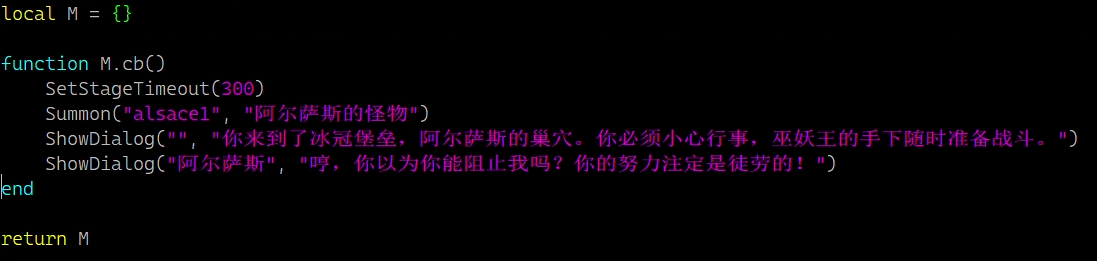 local M = {}
function M.cb()
    SetStageTimeout(300)
    Summon("alsace1", "阿尔萨斯的怪物")
    ShowDialog("", "你来到了冰冠堡垒，阿尔萨斯的巢穴。你必须小心行事，巫妖王的手下随时准备战斗。")
    ShowDialog("阿尔萨斯", "哼，你以为你能阻止我吗？你的努力注定是徒劳的！")
end
return M